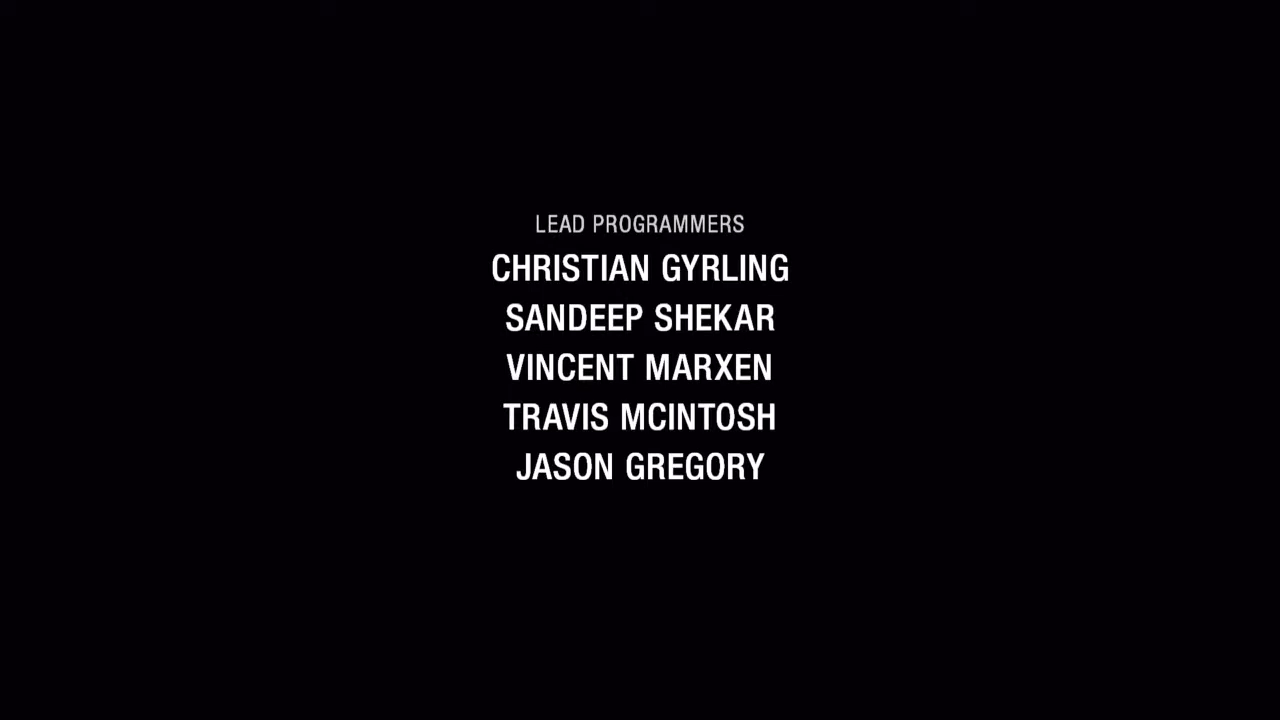 LEAD PROGRAMMERS
CHRISTIAN GYRLING
SANDEEP SHEKAR
VINCENT MARXEN
TRAVIS MCINTOSH
JASON GREGORY